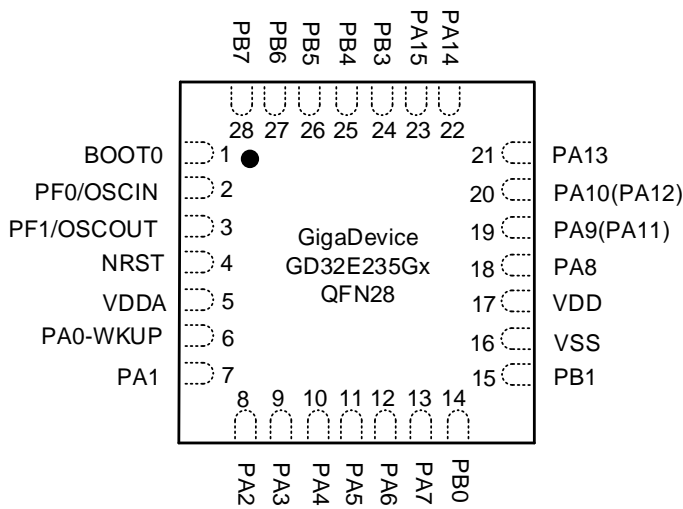 PB7 PB6 PB5 PB4 PB3 PA15 PA14
28 27 26 25 24 23 22
BOOT0 1 21 PA13
PF0/OSCIN 2 20 PA10(PA12)
PF1/OSCOUT 3 19 PA9(PA11)
GigaDevice
GD32E235Gx
QFN28
NRST 4 18 PA8
VDDA 5 17 VDD
PA0-WKUP 6 16 VSS
PA1 7 15 PB1
8 9 10 11 12 13 14
PA2 PA3 PA4 PA5 PA6 PA7 PB0